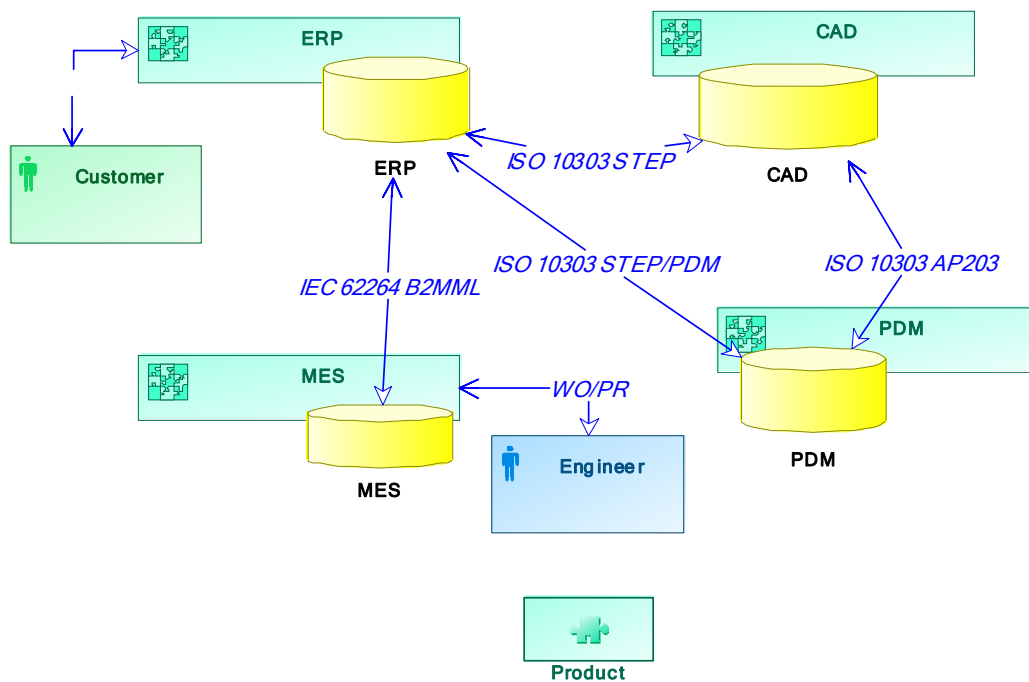 ERP
CAD
Customer
ERP
ISO 10303 STEP
CAD
ISO 10303 STEP/PDM
ISO 10303 AP203
IEC 62264 B2MML
PDM
MES
WO/PR
PDM
Engineer
MES
Product